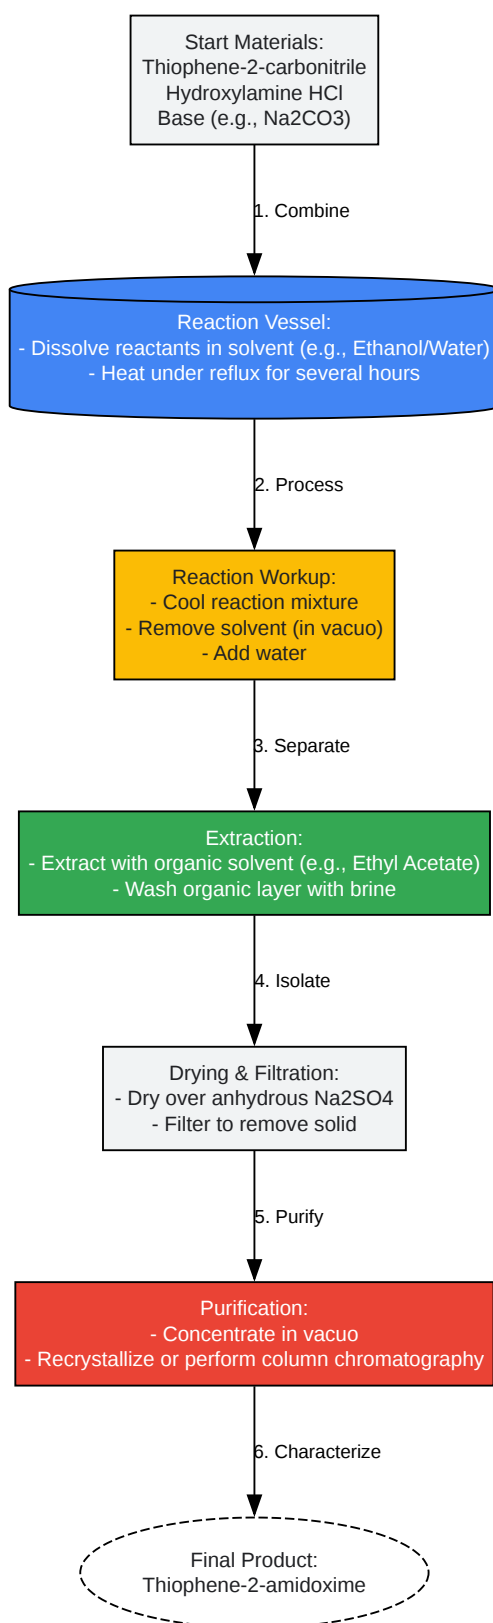 Start Materials:
Thiophene-2-carbonitrile
Hydroxylamine HCl
Base (e.g., Na2CO3)
1. Combine
Reaction Vessel:
- Dissolve reactants in solvent (e.g., Ethanol/Water)
- Heat under reflux for several hours
2. Process
Reaction Workup:
- Cool reaction mixture
- Remove solvent (in vacuo)
- Add water
3. Separate
Extraction:
- Extract with organic solvent (e.g., Ethyl Acetate)
- Wash organic layer with brine
4. Isolate
Drying & Filtration:
- Dry over anhydrous Na2SO4
- Filter to remove solid
5. Purify
Purification:
- Concentrate in vacuo
- Recrystallize or perform column chromatography
6. Characterize
Final Product:
Thiophene-2-amidoxime